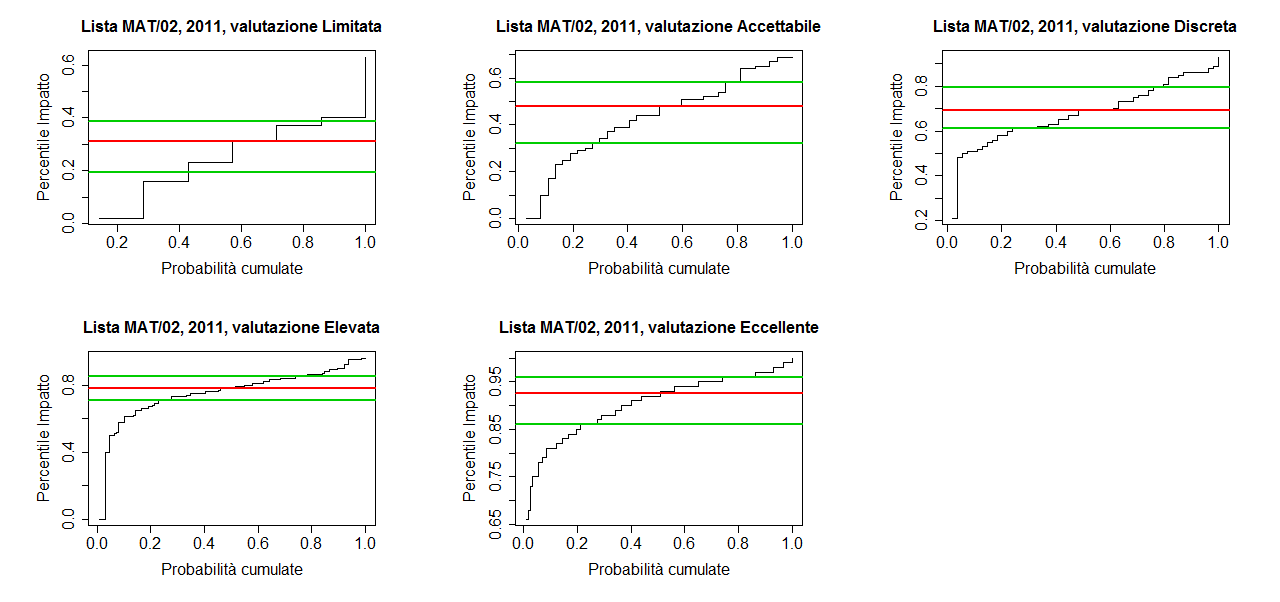 Lista MAT/02, 2011, valutazione Limitata
Percentile Impatto
0.0 0.2 0.4 0.6
0.2 0.4 0.6 0.8 1.0
Probabilità cumulate
Lista MAT/02, 2011, valutazione Accettabile
Percentile Impatto
0.0 0.2 0.4 0.6
0.0 0.2 0.4 0.6 0.8 1.0
Probabilità cumulate
Lista MAT/02, 2011, valutazione Discreta
Percentile Impatto
0.2 0.4 0.6 0.8
0.0 0.2 0.4 0.6 0.8 1.0
Probabilità cumulate
Lista MAT/02, 2011, valutazione Elevata
Percentile Impatto
0.0 0.4 0.8
0.0 0.2 0.4 0.6 0.8 1.0
Probabilità cumulate
Lista MAT/02, 2011, valutazione Eccellente
Percentile Impatto
0.65 0.75 0.85 0.95
0.0 0.2 0.4 0.6 0.8 1.0
Probabilità cumulate